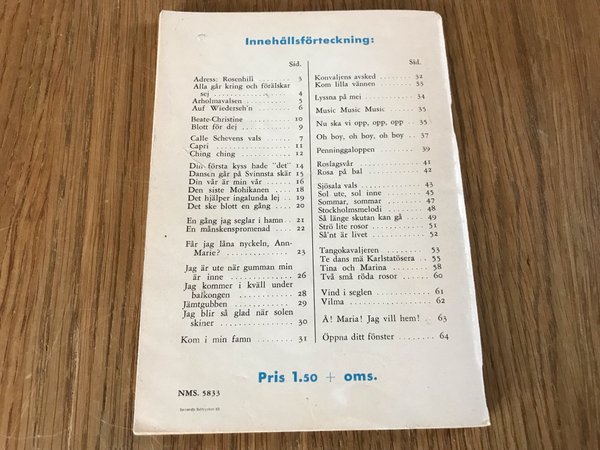 Innehållsförteckning:
Sid.
Adress: Rosenhill ........ 3
Alla går kring och förälskar
sej .................... 4
Arholmavalsen ........... 5
Auf Wiederseh'n ......... 6
Beate-Christine .......... 10
Blott för dej .............. 9
Calle Schevens vals ....... 7
Capri .................... 11
Ching ching .............. 12
Din första kyss hade "det" 14
Dansen går på Svinnsta skär 15
Din vår är min vår ....... 16
Den siste Mohikanen ..... 18
Det hjälper ingalunda lej .. 19
Det ske blott en gång .... 20
En gång jag seglar i hamn 21
En månskenspromenad .... 22
Får jag låna nyckeln, Ann-
Marie? ................ 23
Jag är ute när gumman min
är inne ............... 26
Jag kommer i kväll under
balkongen ............. 28
Jämtgubben .............. 29
Jag blir så glad när solen
skiner ................ 30
Kom i min famn ......... 31
Sid.
Konvaljens avsked ........ 32
Kom lilla vännen ........ 33
Lyssna på mej ............ 34
Music Music Music ...... 35
Nu ska vi opp, opp, opp .. 35
Oh boy, oh boy, oh boy .. 37
Penninggaloppen .......... 39
Roslagsvår ................ 41
Rosa på bal .............. 42
Sjösala vals .............. 43
Sol ute, sol inne .......... 45
Sommar, sommar ........ 47
Stockholmsmelodi ........ 48
Så länge skutan kan gå .... 49
Strö lite rosor ............ 51
Så'nt är livet .............. 52
Tangokavaljeren .......... 53
Te dans mä Karlstatösera .. 55
Tina och Marina .......... 58
Två små röda rosor ...... 60
Vind i seglen ............ 61
Vilma .................... 62
Å! Maria! Jag vill hem! .. 63
Öppna ditt fönster ........ 64
Pris 1.50 + oms.
NMS. 5833